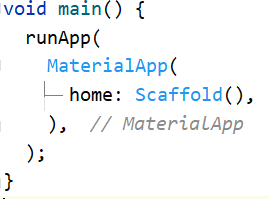 void main() {
  runApp(
    MaterialApp(
      home: Scaffold(),
    ), // MaterialApp
  );
}